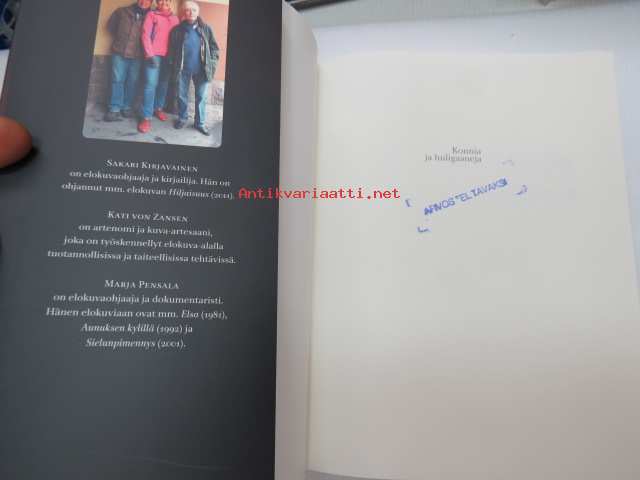 Sakari Kirjavainen
on elokuvaohjaaja ja kirjailija. Hän on
ohjannut mm. elokuvan Hiljaisuus (2011).
Kati von Zansen
on artenomi ja kuva-artesaani,
joka on työskennellyt elokuva-alalla
tuotannollisissa ja taiteellisissa tehtävissä.
Marja Pensala
on elokuvaohjaaja ja dokumentaristi.
Hänen elokuviaan ovat mm. Elsa (1981),
Aunuksen kylillä (1992) ja
Sielunpimennys (2001).
Antikvariaatti.net
Konnia
ja huligaaneja
ARVOSTELTAVAKSI